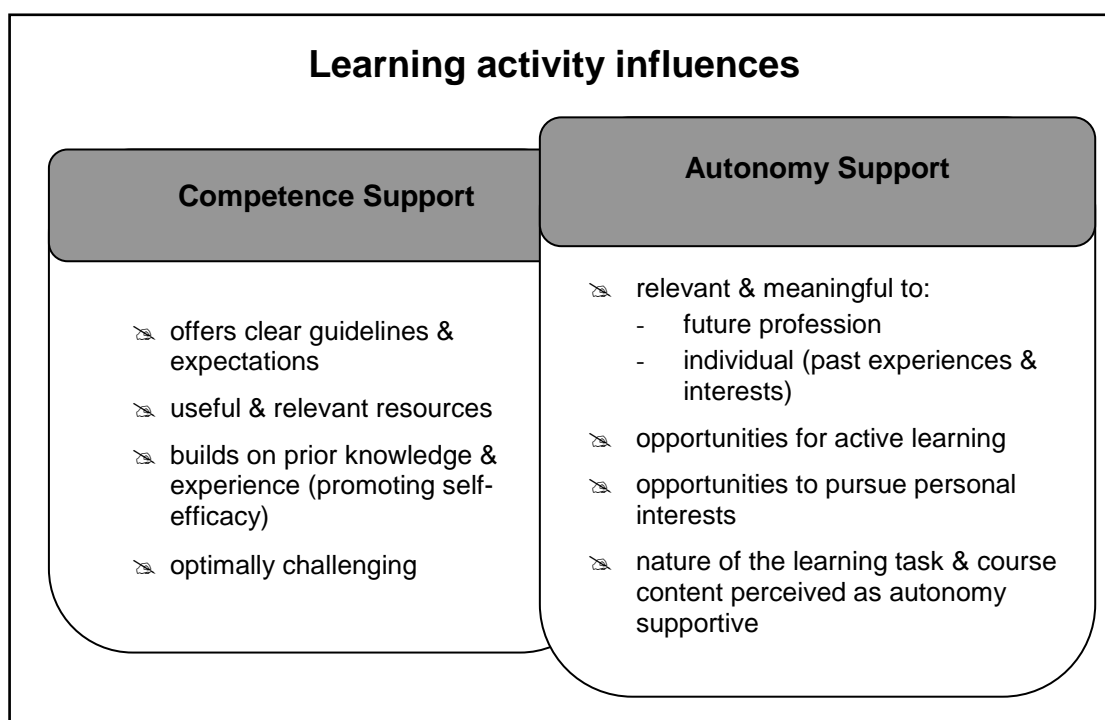 Learning activity influences
Competence Support
offers clear guidelines &
expectations
useful & relevant resources
builds on prior knowledge &
experience (promoting self-
efficacy)
optimally challenging
Autonomy Support
relevant & meaningful to:
- future profession
- individual (past experiences &
interests)
opportunities for active learning
opportunities to pursue personal
interests
nature of the learning task & course
content perceived as autonomy
supportive